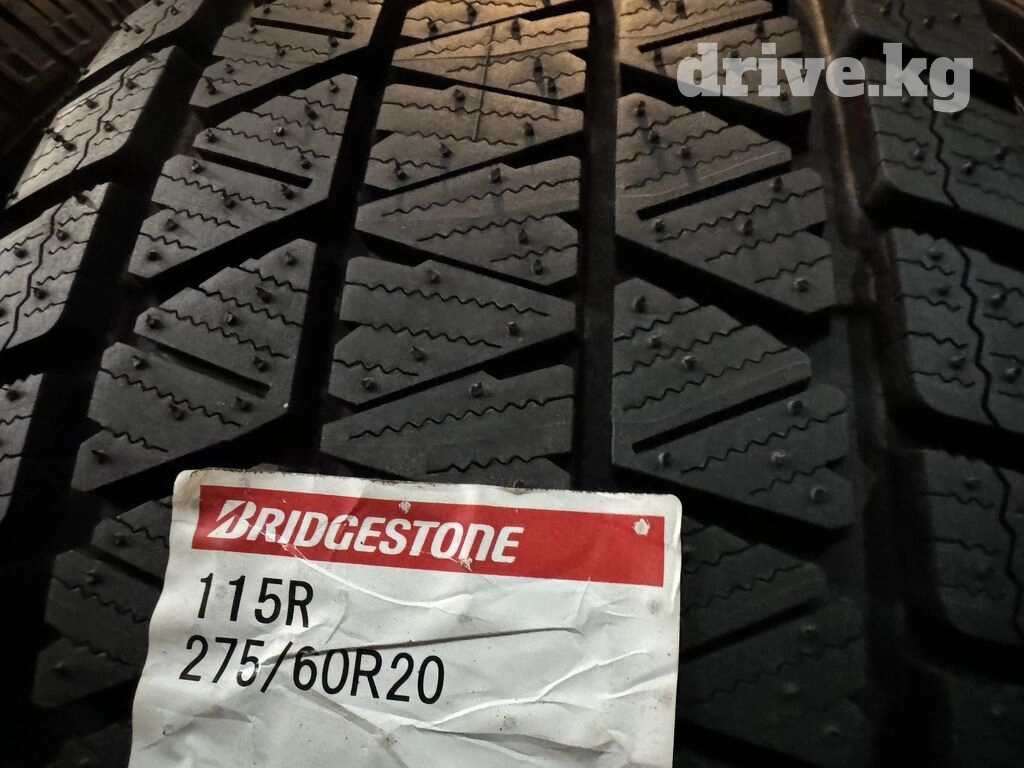 drive.kg
BRIDGESTONE
115R
275/60R20